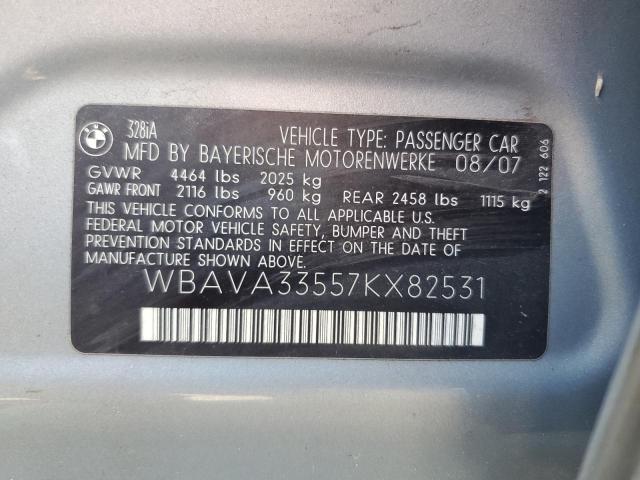 BMW
328iA
VEHICLE TYPE: PASSENGER CAR
MFD BY BAYERISCHE MOTORENWERKE 08/07
GVWR 4464 lbs 2025 kg
GAWR FRONT 2116 lbs 960 kg REAR 2458 lbs 1115 kg
THIS VEHICLE CONFORMS TO ALL APPLICABLE U.S.
FEDERAL MOTOR VEHICLE SAFETY, BUMPER AND THEFT
PREVENTION STANDARDS IN EFFECT ON THE DATE OF
MANUFACTURE SHOWN ABOVE.
WBAVA33557KX82531
2 122 606